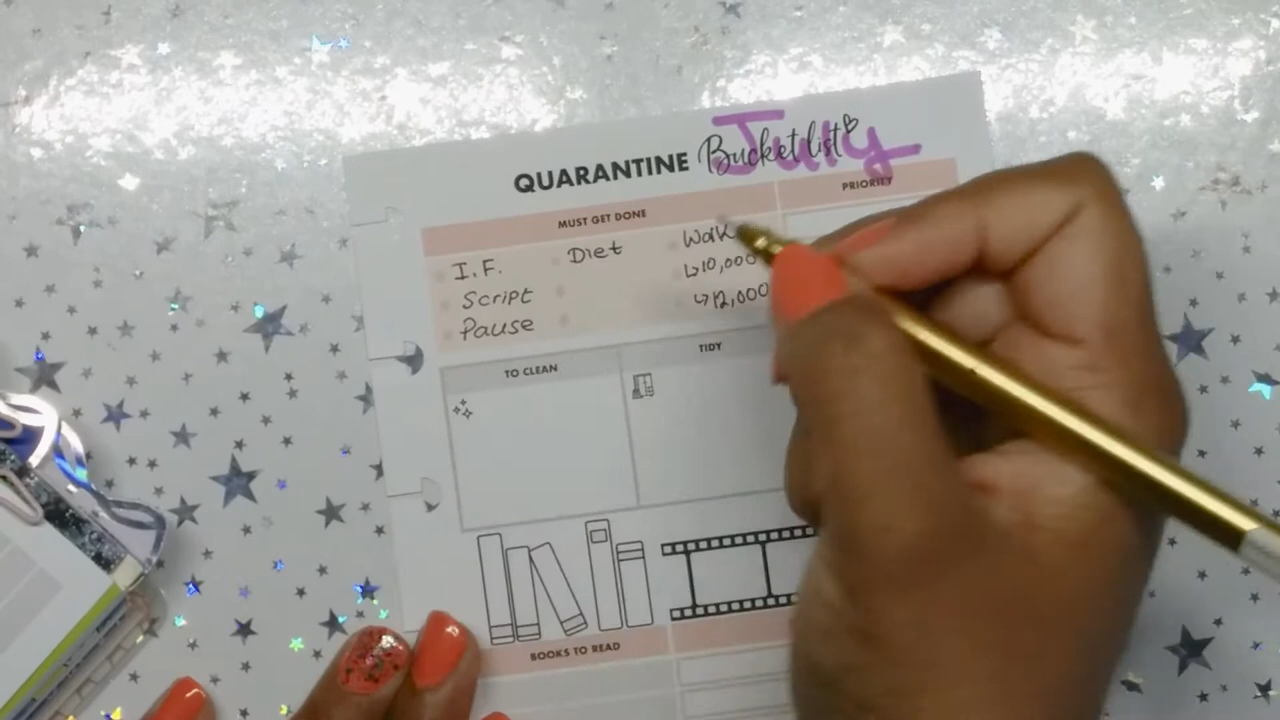 QUARANTINE Bucket list
July
MUST GET DONE
PRIORITY
I.F.
Diet
Walk
Script
↳10,000
Pause
↳12,000
TO CLEAN
TIDY
BOOKS TO READ